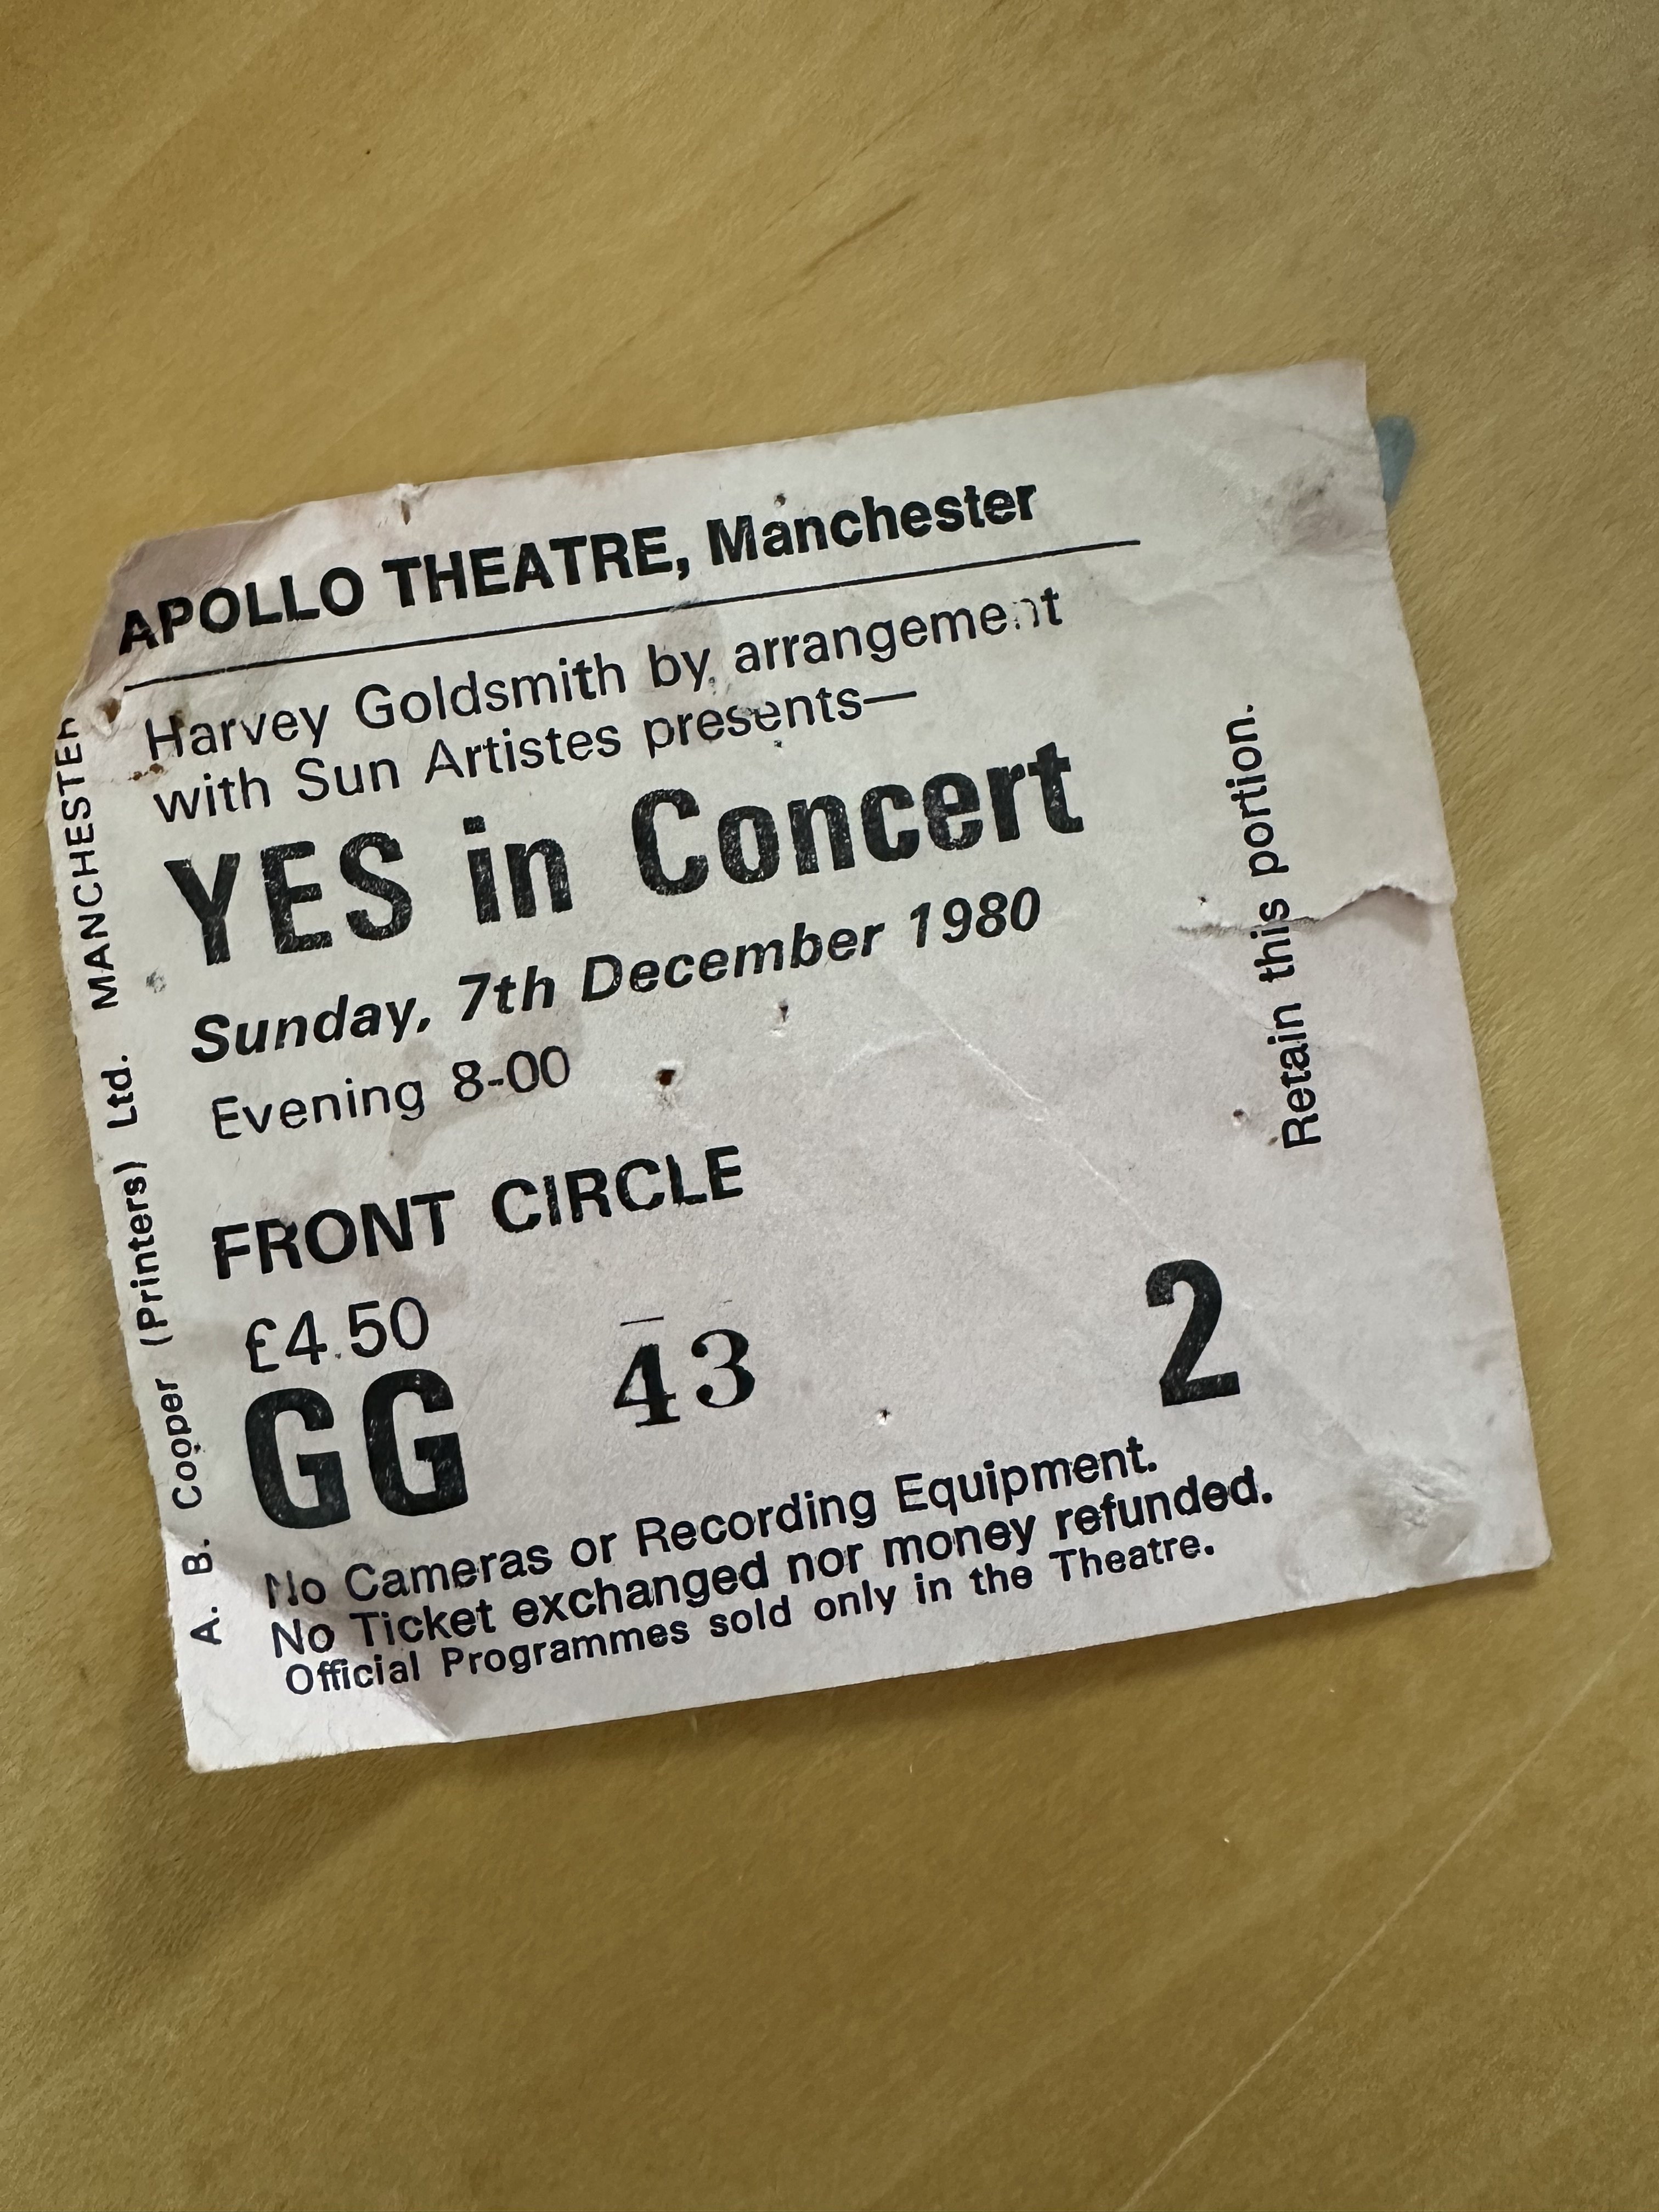 APOLLO THEATRE, Manchester
Harvey Goldsmith by arrangement
with Sun Artistes presents—
YES in Concert
Sunday, 7th December 1980
Evening 8-00
FRONT CIRCLE
£4.50
GG 43 2
No Cameras or Recording Equipment.
No Ticket exchanged nor money refunded.
Official Programmes sold only in the Theatre.
Retain this portion.
A. B. Cooper (Printers) Ltd. MANCHESTER